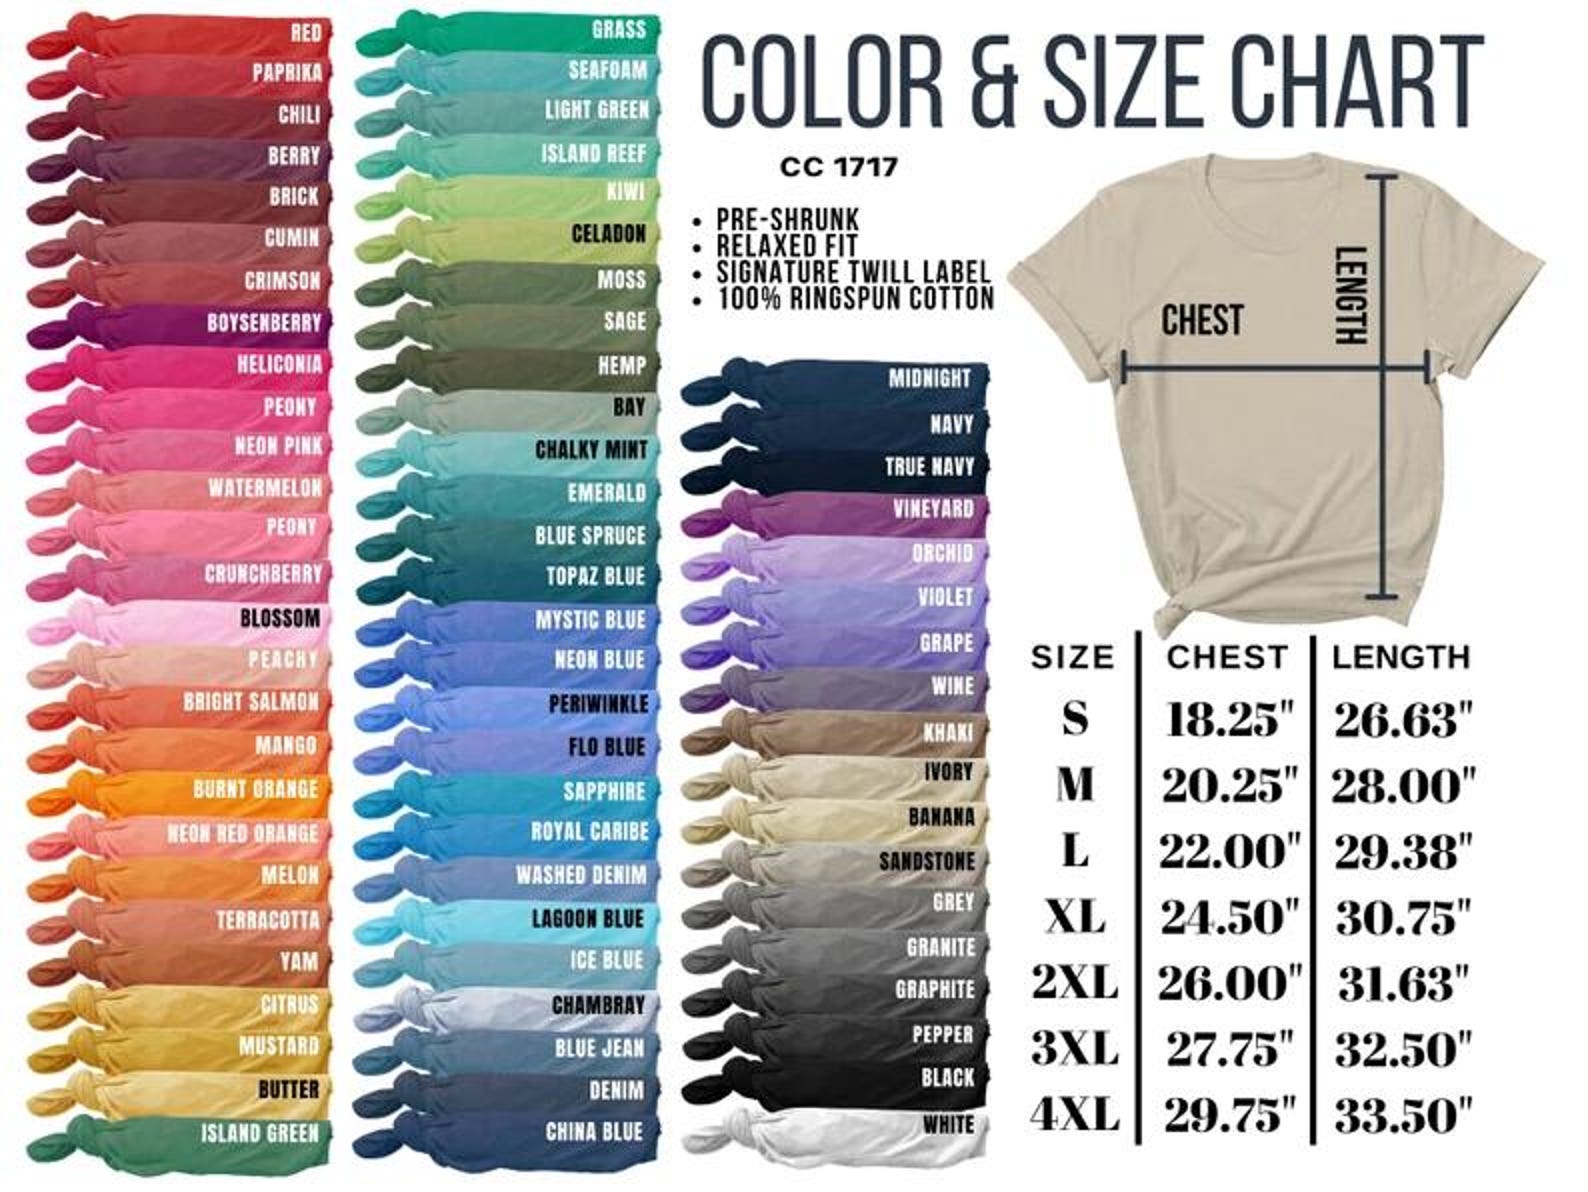 RED
PAPRIKA
CHILI
BERRY
BRICK
CUMIN
CRIMSON
BOYSENBERRY
HELICONIA
PEONY
NEON PINK
WATERMELON
PEONY
CRUNCHBERRY
BLOSSOM
PEACHY
BRIGHT SALMON
MANGO
BURNT ORANGE
NEON RED ORANGE
MELON
TERRACOTTA
YAM
CITRUS
MUSTARD
BUTTER
ISLAND GREEN
GRASS
SEAFOAM
LIGHT GREEN
ISLAND REEF
KIWI
CELADON
MOSS
SAGE
HEMP
BAY
CHALKY MINT
EMERALD
BLUE SPRUCE
TOPAZ BLUE
MYSTIC BLUE
NEON BLUE
PERIWINKLE
FLO BLUE
SAPPHIRE
ROYAL CARIBE
WASHED DENIM
LAGOON BLUE
ICE BLUE
CHAMBRAY
BLUE JEAN
DENIM
CHINA BLUE
COLOR & SIZE CHART
CC 1717
• PRE-SHRUNK
• RELAXED FIT
• SIGNATURE TWILL LABEL
• 100% RINGSPUN COTTON
MIDNIGHT
NAVY
TRUE NAVY
VINEYARD
ORCHID
VIOLET
GRAPE
WINE
KHAKI
IVORY
BANANA
SANDSTONE
GREY
GRANITE
GRAPHITE
PEPPER
BLACK
WHITE
CHEST
LENGTH
SIZE CHEST LENGTH
S 18.25" 26.63"
M 20.25" 28.00"
L 22.00" 29.38"
XL 24.50" 30.75"
2XL 26.00" 31.63"
3XL 27.75" 32.50"
4XL 29.75" 33.50"